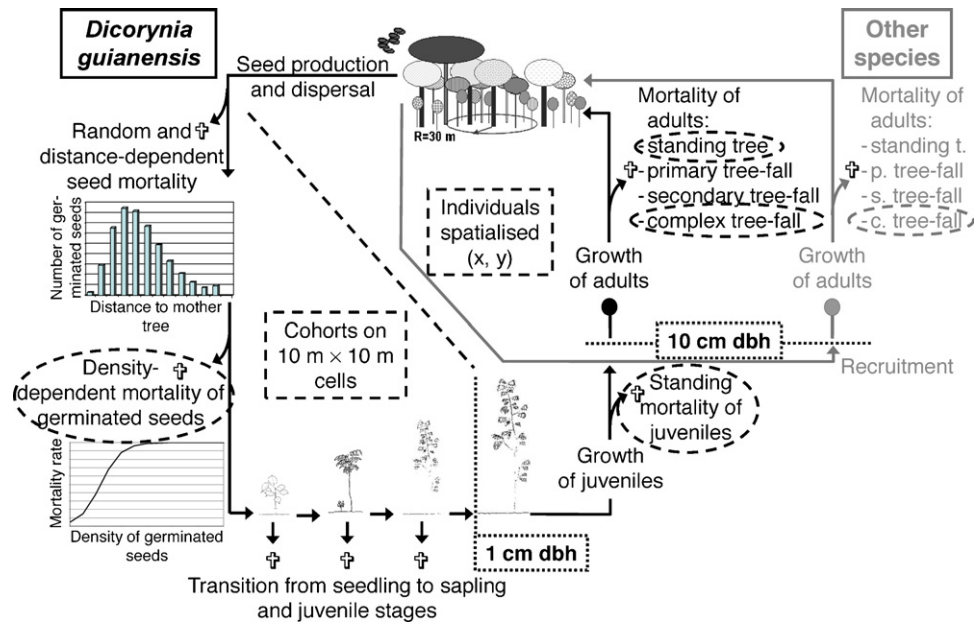 Dicorynia
guianensis
Other
species
Seed production
and dispersal
R=30 m
Mortality of
adults:
-standing tree
-primary tree-fall
-secondary tree-fall
-complex tree-fall
Mortality of
adults:
-standing t.
-p. tree-fall
-s. tree-fall
-c. tree-fall
Random and
distance-dependent
seed mortality
Number of ger-
minated seeds
Distance to mother
tree
Individuals
spatialised
(x, y)
Growth
of adults
Growth
of adults
Cohorts on
10 m × 10 m
cells
10 cm dbh
Recruitment
Density-
dependent mortality of
germinated seeds
Standing
mortality of
juveniles
Mortality rate
Density of germinated
seeds
Growth
of juveniles
1 cm dbh
Transition from seedling to sapling
and juvenile stages